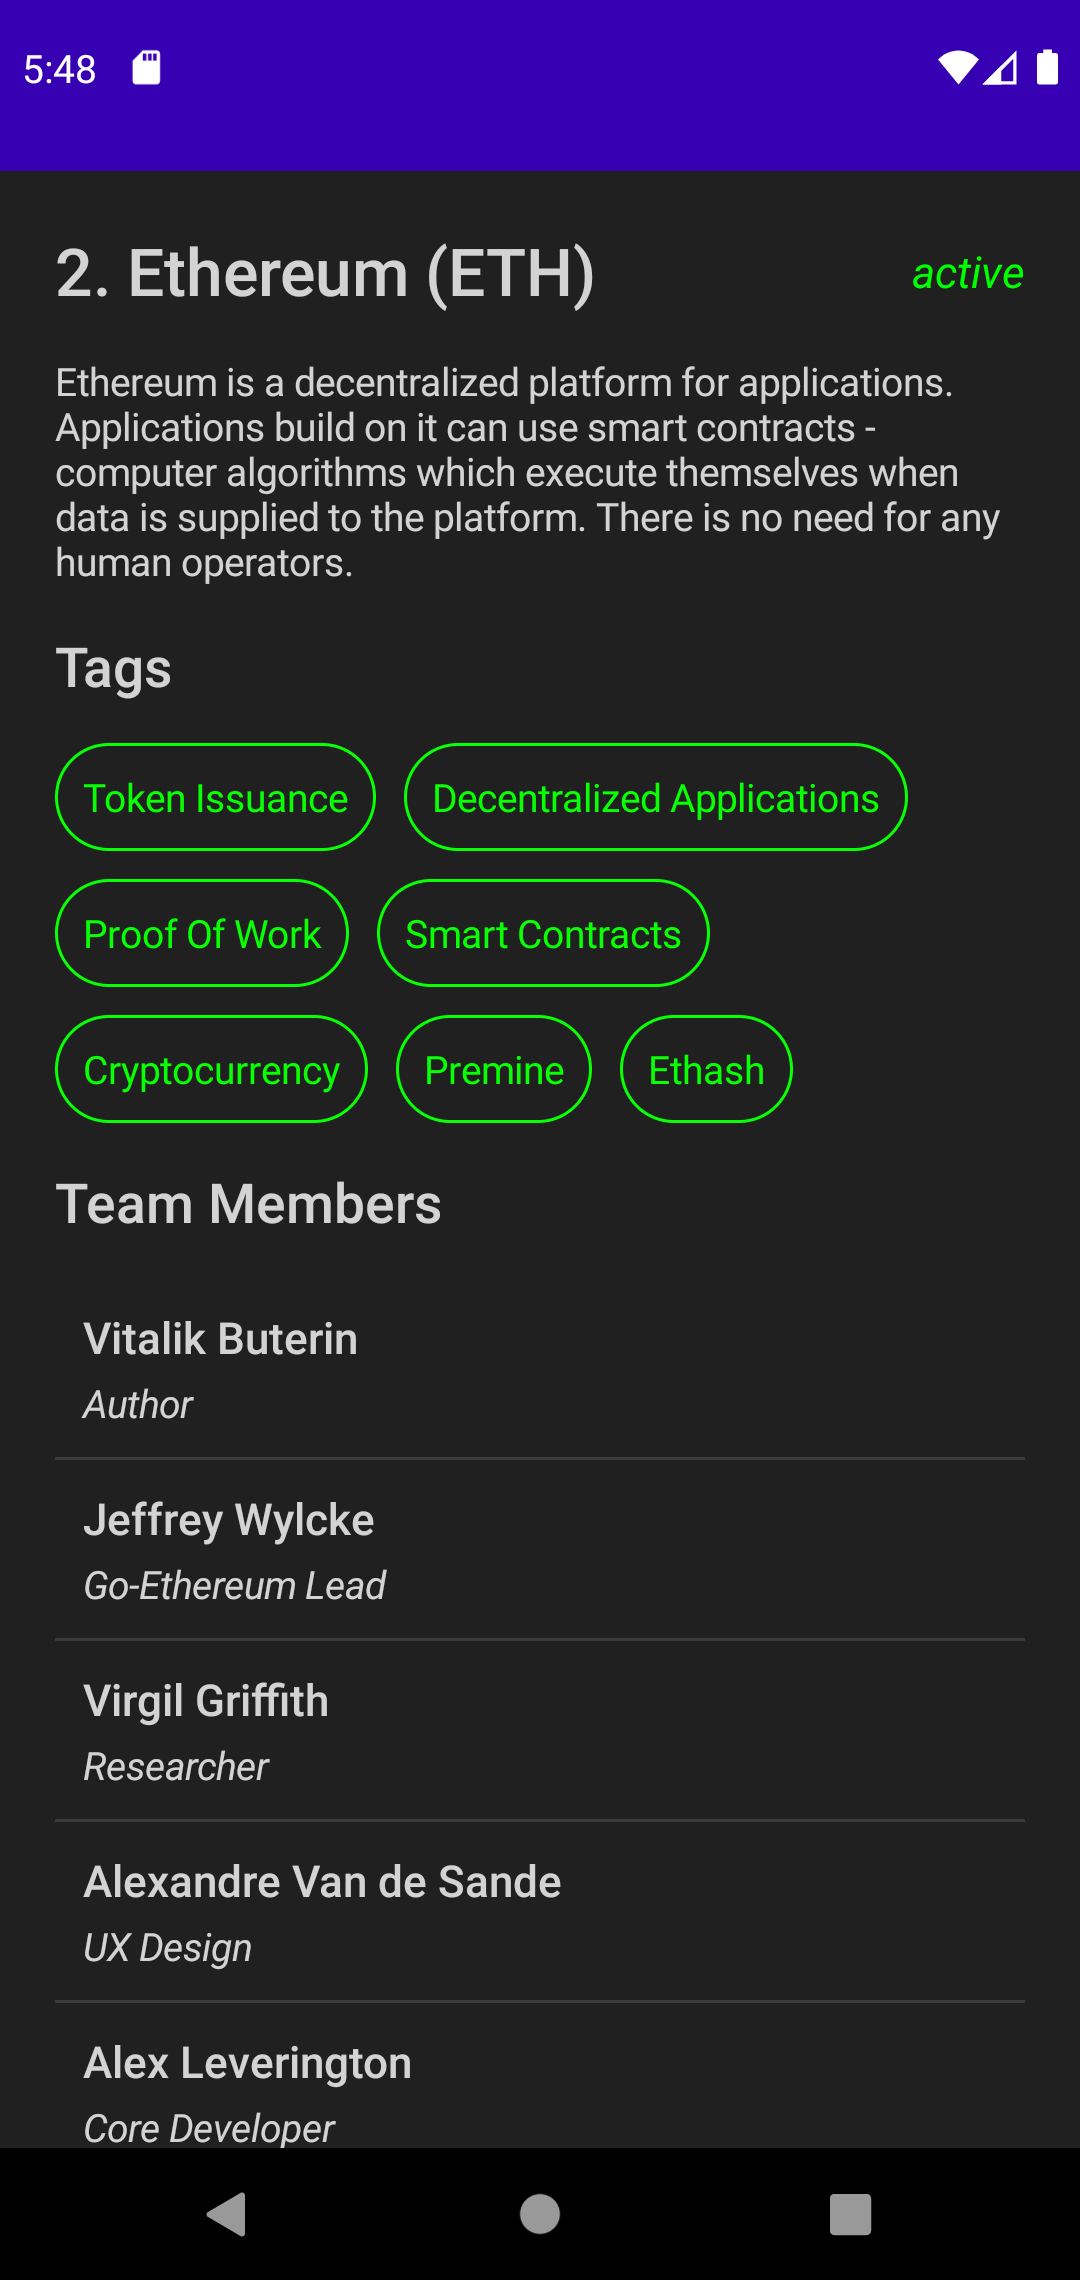 5:48
2. Ethereum (ETH)
active
Ethereum is a decentralized platform for applications.
Applications build on it can use smart contracts -
computer algorithms which execute themselves when
data is supplied to the platform. There is no need for any
human operators.
Tags
Token Issuance
Decentralized Applications
Proof Of Work
Smart Contracts
Cryptocurrency
Premine
Ethash
Team Members
Vitalik Buterin
Author
Jeffrey Wylcke
Go-Ethereum Lead
Virgil Griffith
Researcher
Alexandre Van de Sande
UX Design
Alex Leverington
Core Developer